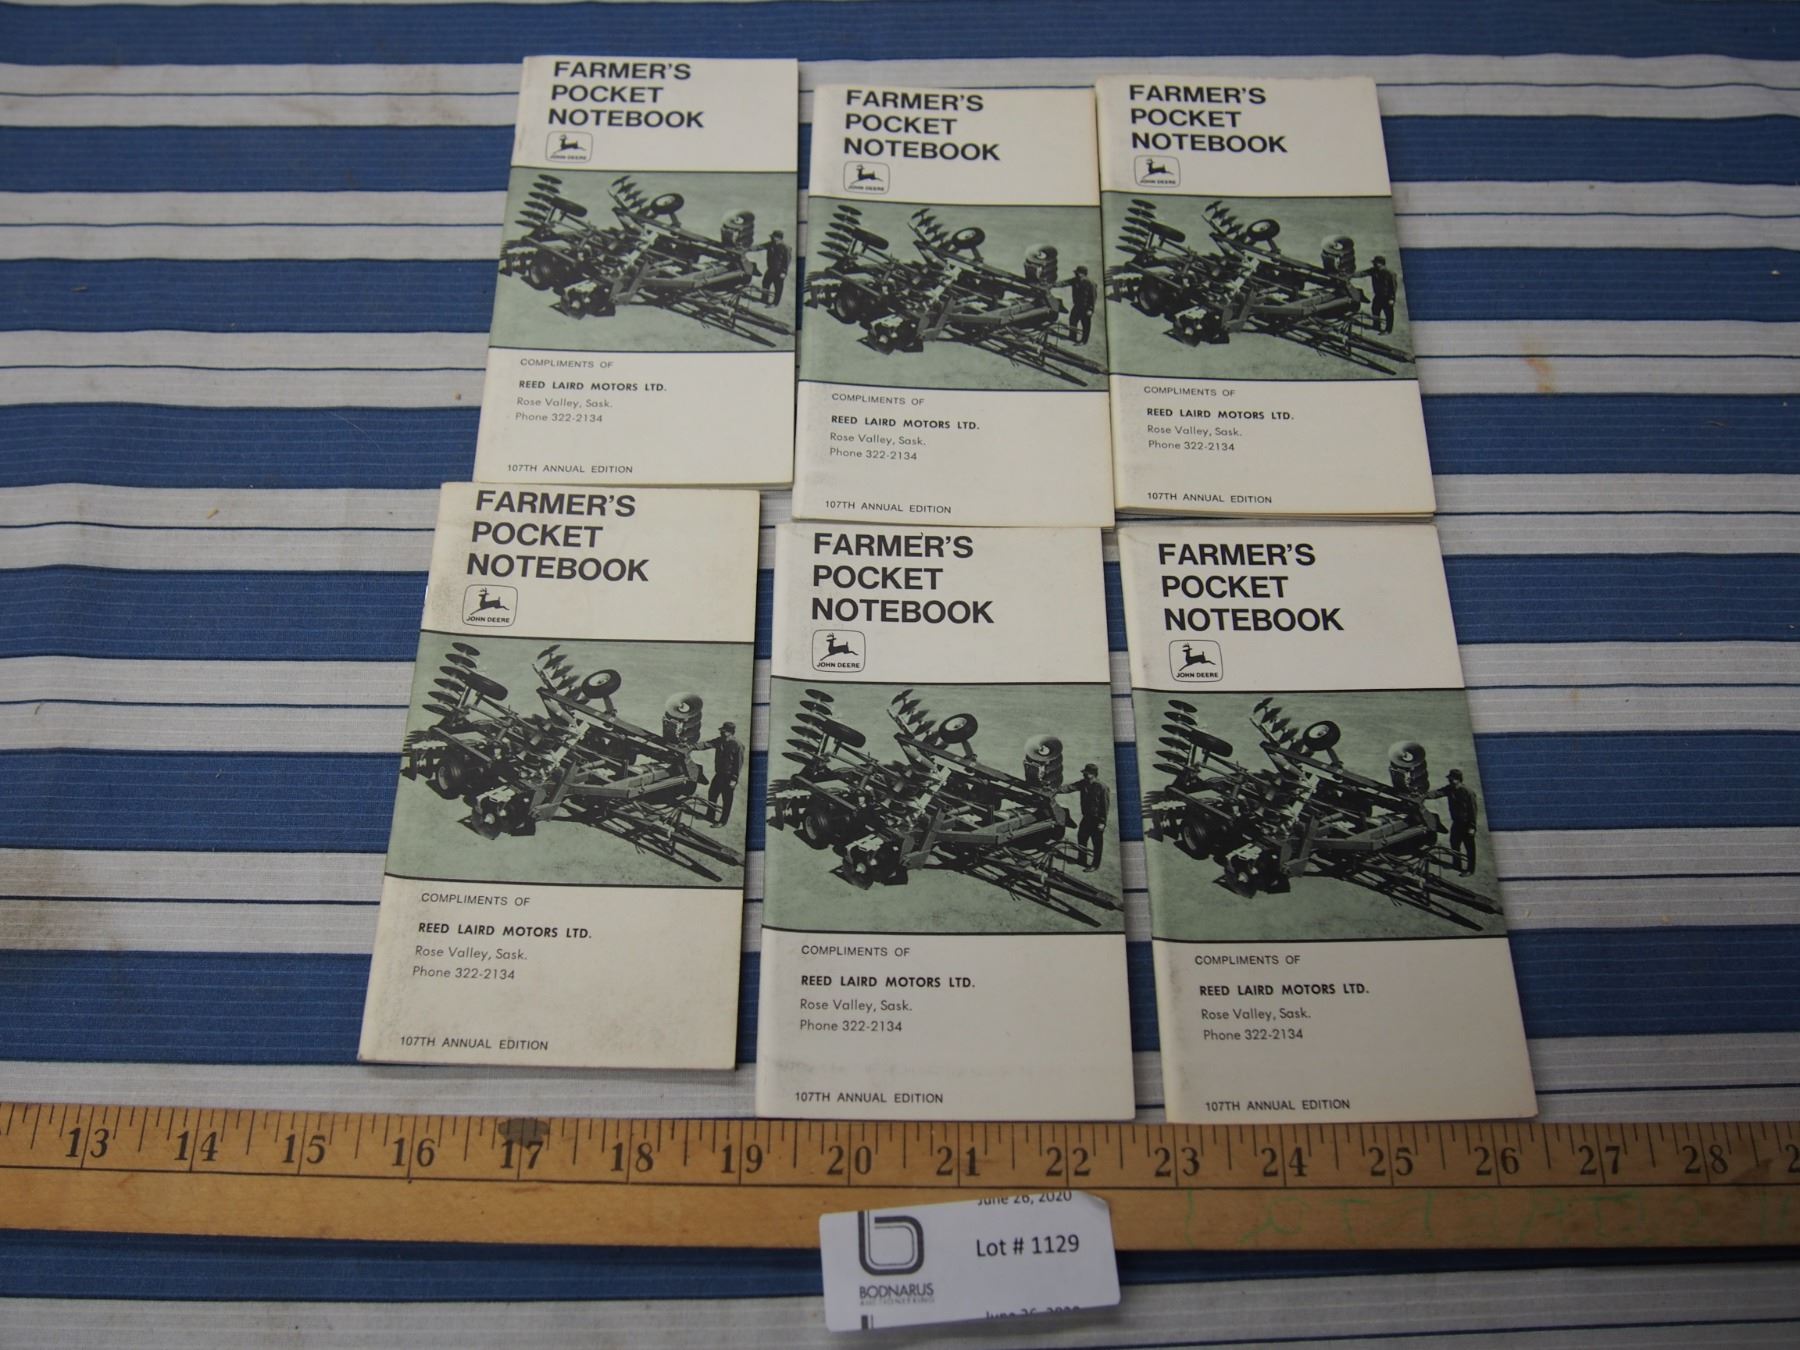 FARMER'S
POCKET
NOTEBOOK
JOHN DEERE
COMPLIMENTS OF
REED LAIRD MOTORS LTD.
Rose Valley, Sask.
Phone 322-2134
107TH ANNUAL EDITION
FARMER'S
POCKET
NOTEBOOK
JOHN DEERE
COMPLIMENTS OF
REED LAIRD MOTORS LTD.
Rose Valley, Sask.
Phone 322-2134
107TH ANNUAL EDITION
FARMER'S
POCKET
NOTEBOOK
JOHN DEERE
COMPLIMENTS OF
REED LAIRD MOTORS LTD.
Rose Valley, Sask.
Phone 322-2134
107TH ANNUAL EDITION
FARMER'S
POCKET
NOTEBOOK
JOHN DEERE
COMPLIMENTS OF
REED LAIRD MOTORS LTD.
Rose Valley, Sask.
Phone 322-2134
107TH ANNUAL EDITION
FARMER'S
POCKET
NOTEBOOK
JOHN DEERE
COMPLIMENTS OF
REED LAIRD MOTORS LTD.
Rose Valley, Sask.
Phone 322-2134
107TH ANNUAL EDITION
FARMER'S
POCKET
NOTEBOOK
JOHN DEERE
COMPLIMENTS OF
REED LAIRD MOTORS LTD.
Rose Valley, Sask.
Phone 322-2134
107TH ANNUAL EDITION
13 14 15 16 17 18 19 20 21 22 23 24 25 26 27 28
June 26, 2020
Lot # 1129
BODNARUS
AUCTIONEERING
June 26, 2020